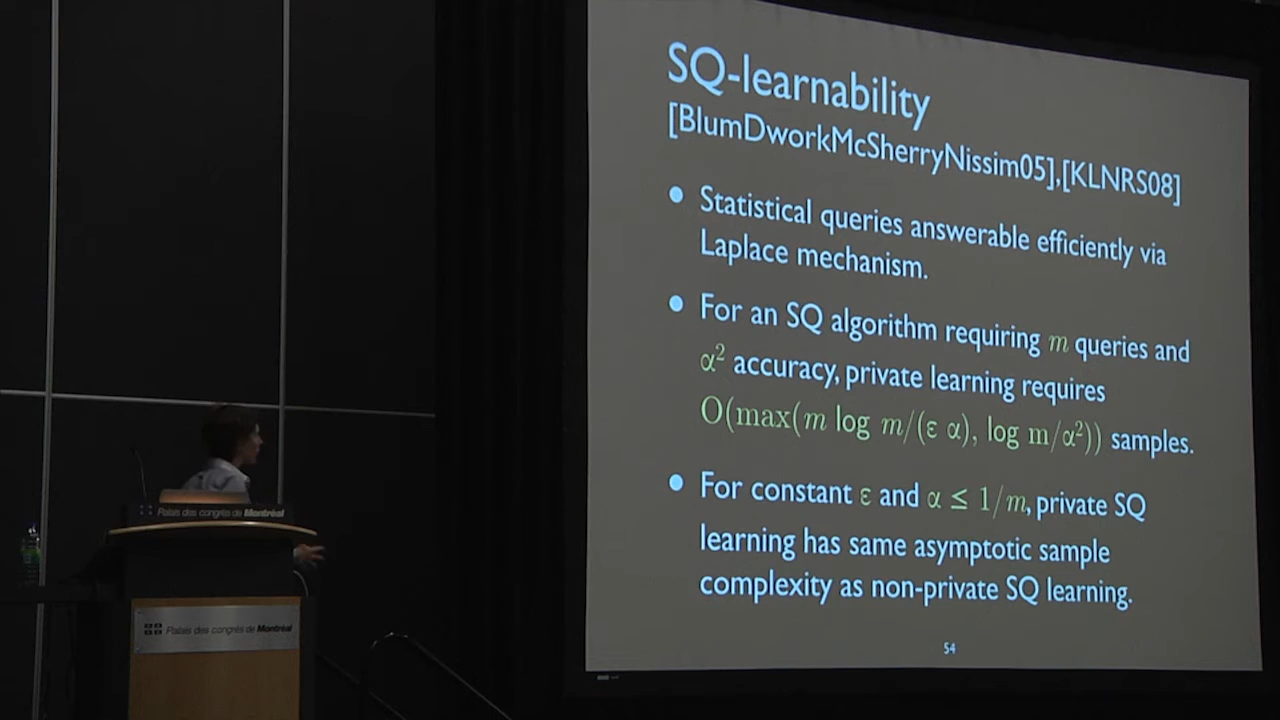 SQ-learnability
[BlumDworkMcSherryNissim05],[KLNRS08]
• Statistical queries answerable efficiently via
Laplace mechanism.
• For an SQ algorithm requiring m queries and
α² accuracy, private learning requires
O(max(m log m/(ε α), log m/α²)) samples.
• For constant ε and α ≤ 1/m, private SQ
learning has same asymptotic sample
complexity as non-private SQ learning.
54
Palais des congrès de Montréal
Palais des congrès de Montréal